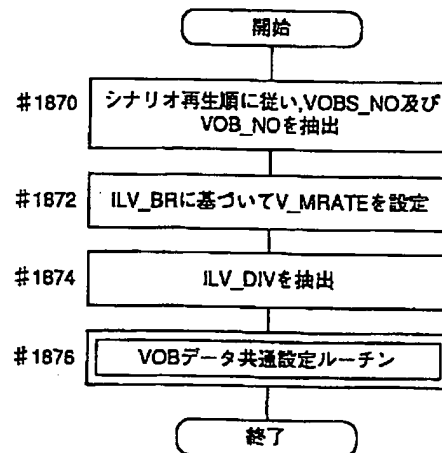 開始
#1870
シナリオ再生順に従い,VOBS_NO及び
VOB_NOを抽出
#1872
ILV_BRに基づいてV_MRATEを設定
#1874
ILV_DIVを抽出
#1876
VOBデータ共通設定ルーチン
終了